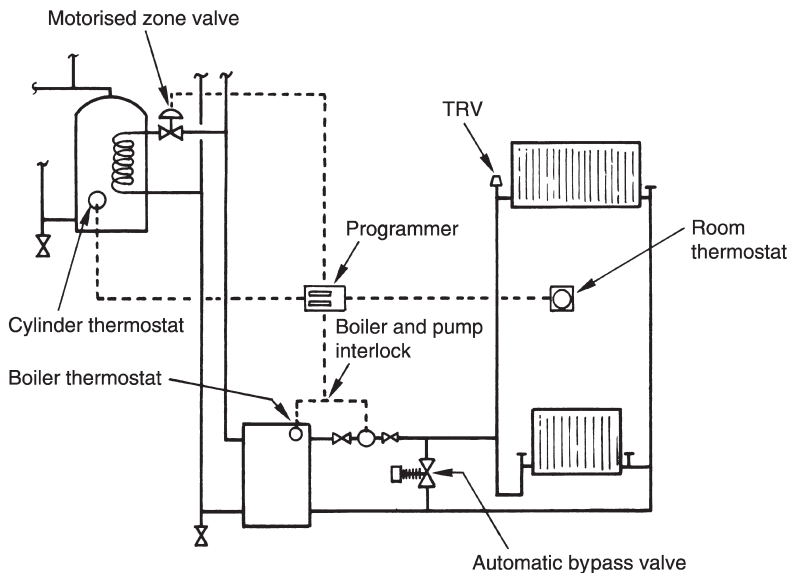 Motorised zone valve
TRV
Programmer
Room
thermostat
Cylinder thermostat
Boiler and pump
interlock
Boiler thermostat
Automatic bypass valve